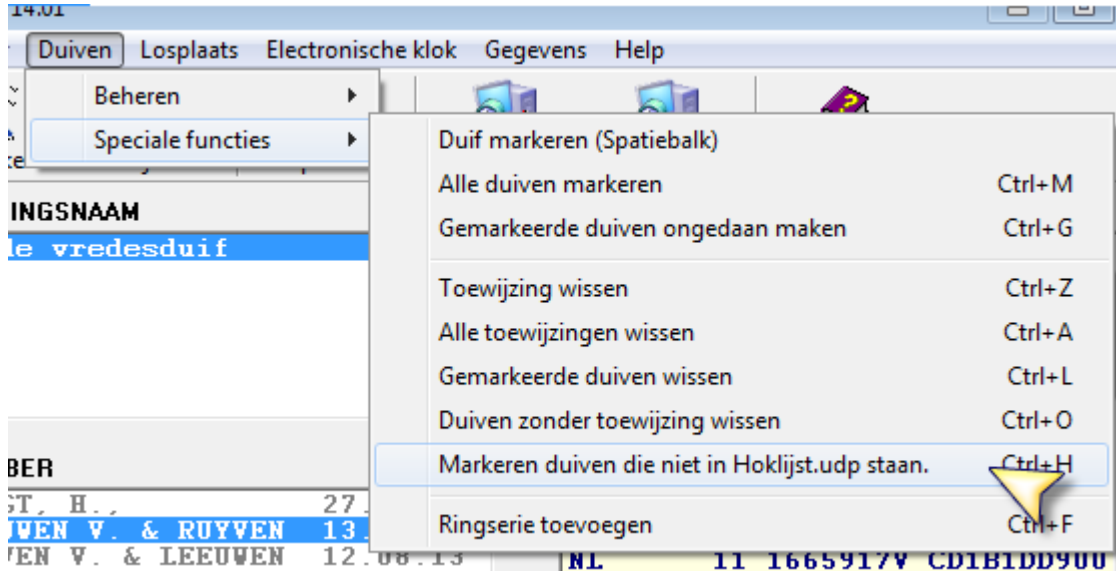 14.01
Duiven Losplaats Electronische klok Gegevens Help
Beheren
Speciale functies
Duif markeren (Spatiebalk)
Alle duiven markeren Ctrl+M
Gemarkeerde duiven ongedaan maken Ctrl+G
Toewijzing wissen Ctrl+Z
Alle toewijzingen wissen Ctrl+A
Gemarkeerde duiven wissen Ctrl+L
Duiven zonder toewijzing wissen Ctrl+O
Markeren duiven die niet in Hoklijst.udp staan. Ctrl+H
Ringserie toevoegen Ctrl+F
INGSNAAM
le vredesduif
BER
GT, H., 27.
UWEN V. & RUYVEN 13.
VEN V. & LEEUWEN 12.08.13
NL 11 1665917V CD1B1DD900